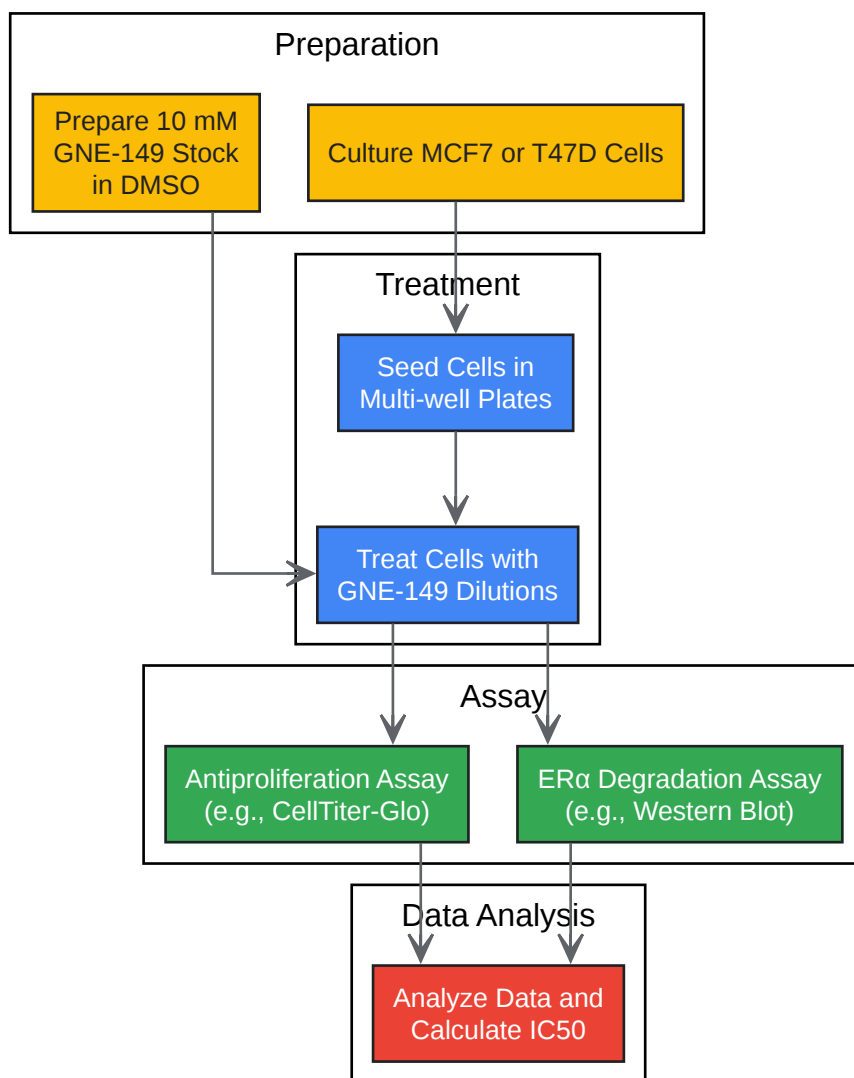 Preparation
Prepare 10 mM
GNE-149 Stock
in DMSO
Culture MCF7 or T47D Cells
Treatment
Seed Cells in
Multi-well Plates
Treat Cells with
GNE-149 Dilutions
Assay
Antiproliferation Assay
(e.g., CellTiter-Glo)
ERα Degradation Assay
(e.g., Western Blot)
Data Analysis
Analyze Data and
Calculate IC50